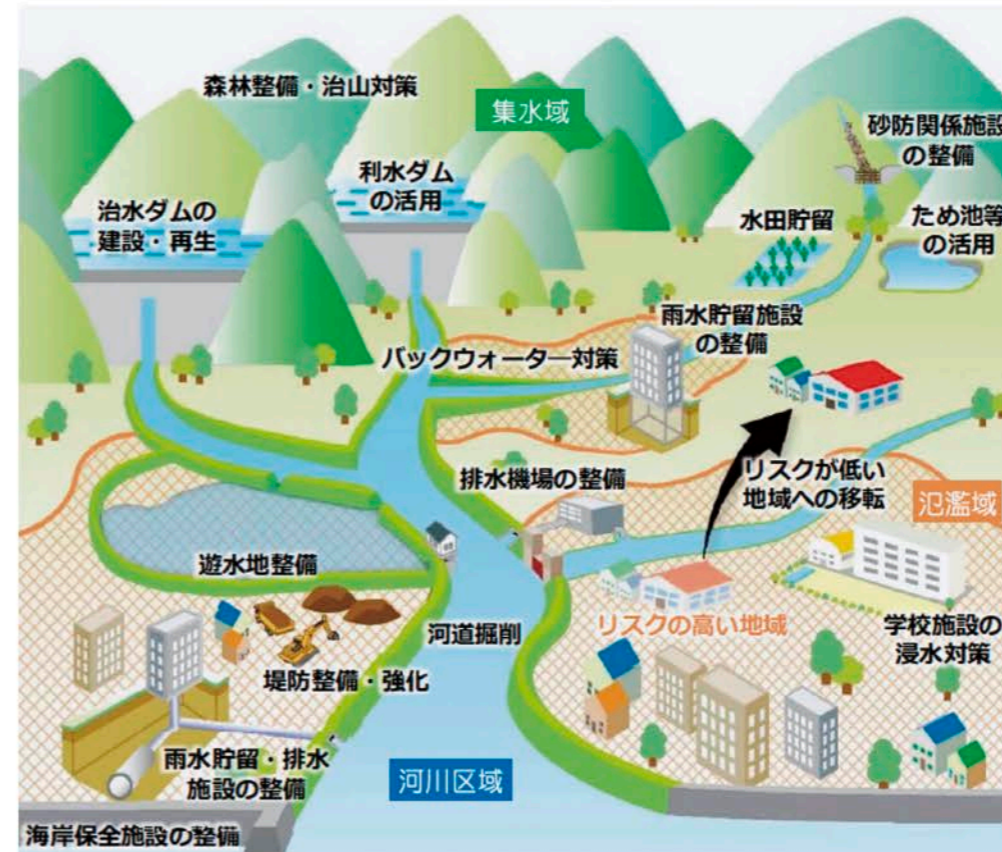 森林整備・治山対策
集水域
砂防関係施設
の整備
利水ダム
の活用
治水ダムの
建設・再生
水田貯留
ため池等
の活用
雨水貯留施設
の整備
バックウォーター対策
排水機場の整備
リスクが低い
地域への移転
氾濫域
遊水地整備
河道掘削
リスクの高い地域
学校施設の
浸水対策
堤防整備・強化
雨水貯留・排水
施設の整備
河川区域
海岸保全施設の整備